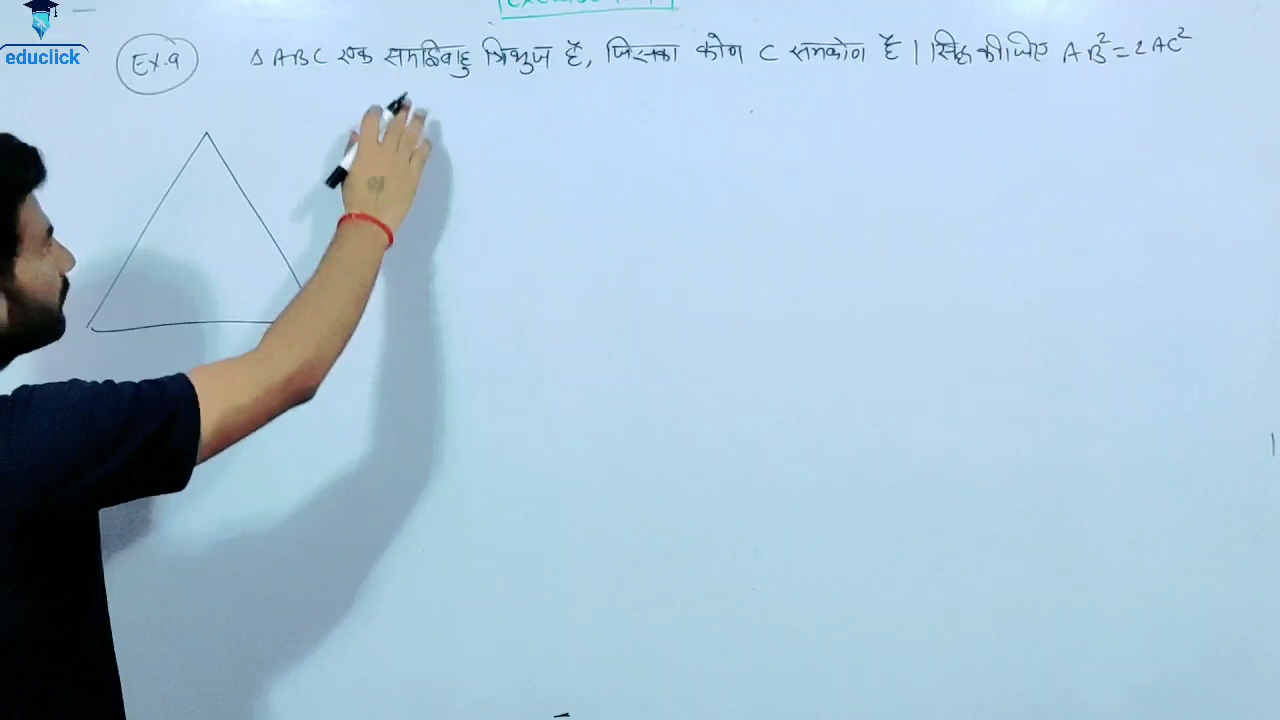 educlick
Ex.9
Δ ABC एक समद्विबाहु त्रिभुज है, जिसका कोण C समकोण है | सिद्ध कीजिए AB² = 2AC²